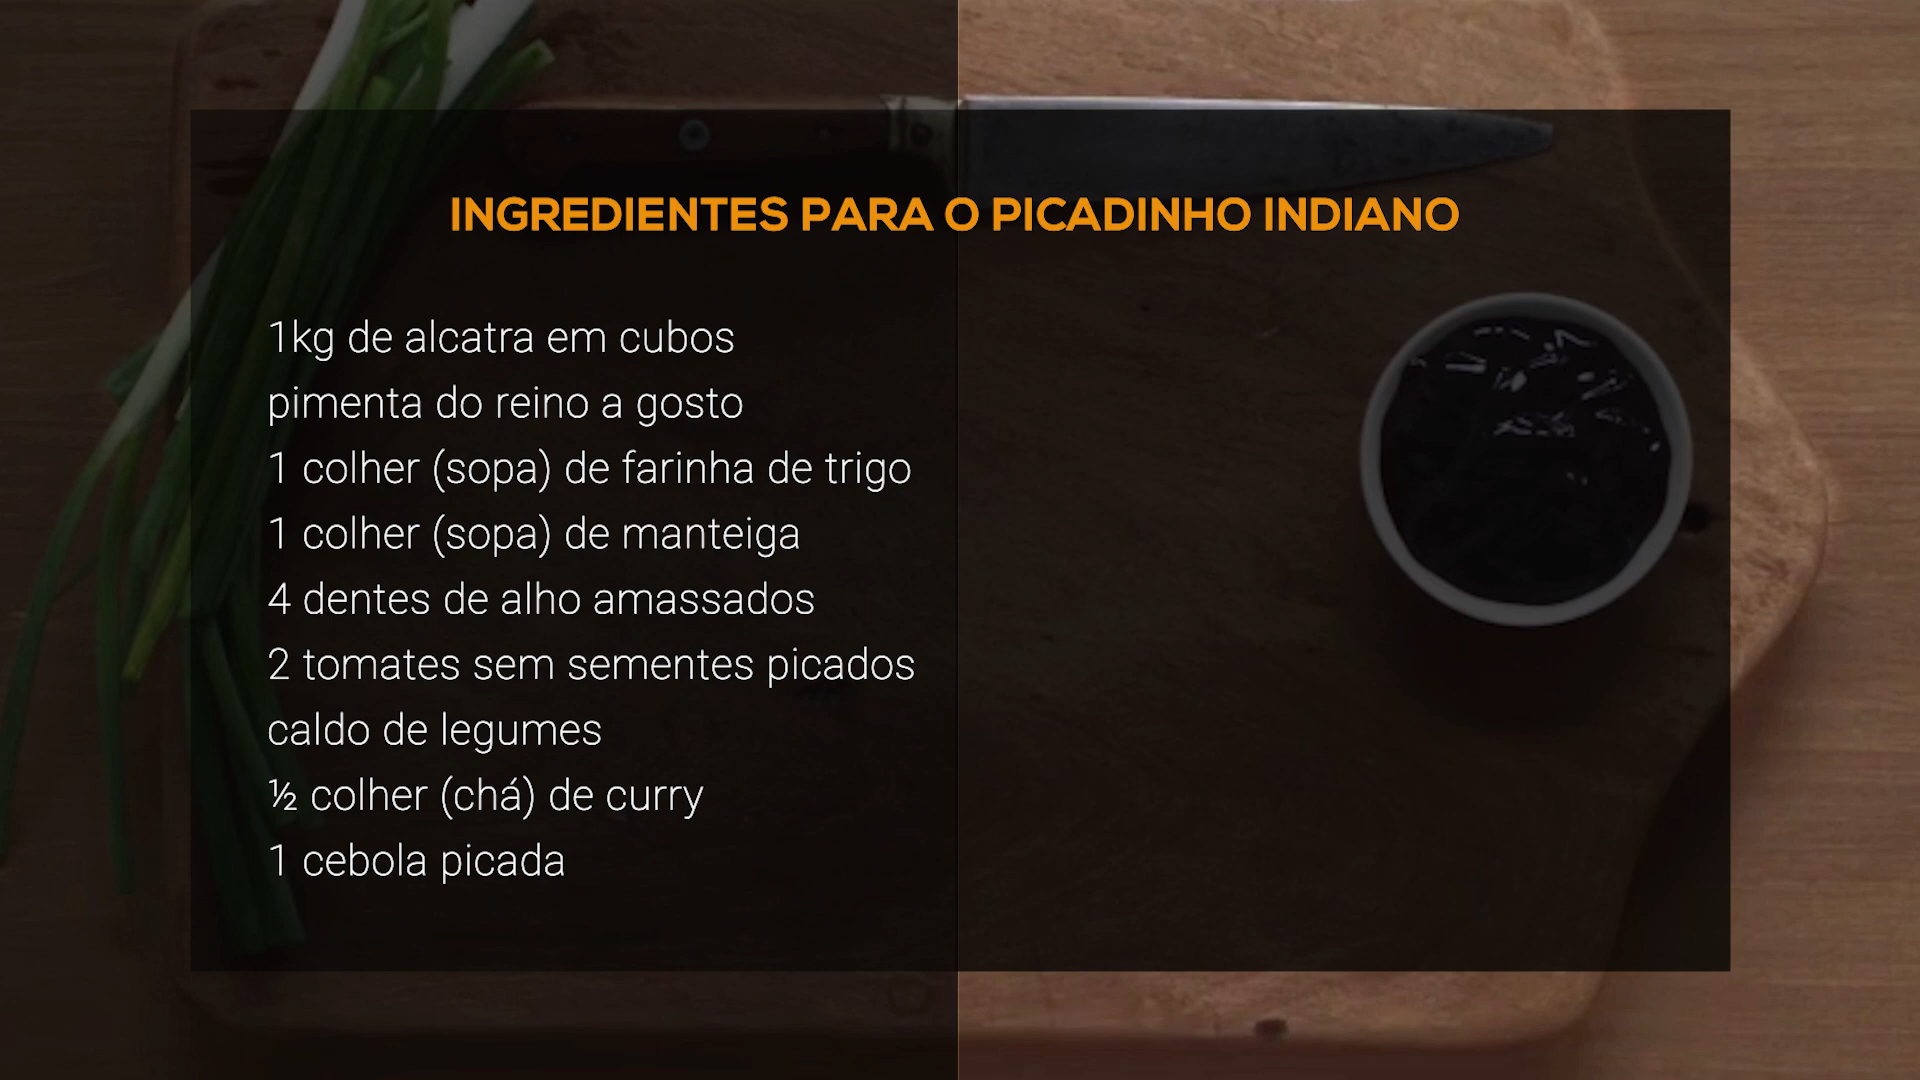 INGREDIENTES PARA O PICADINHO INDIANO
1kg de alcatra em cubos
pimenta do reino a gosto
1 colher (sopa) de farinha de trigo
1 colher (sopa) de manteiga
4 dentes de alho amassados
2 tomates sem sementes picados
caldo de legumes
½ colher (chá) de curry
1 cebola picada